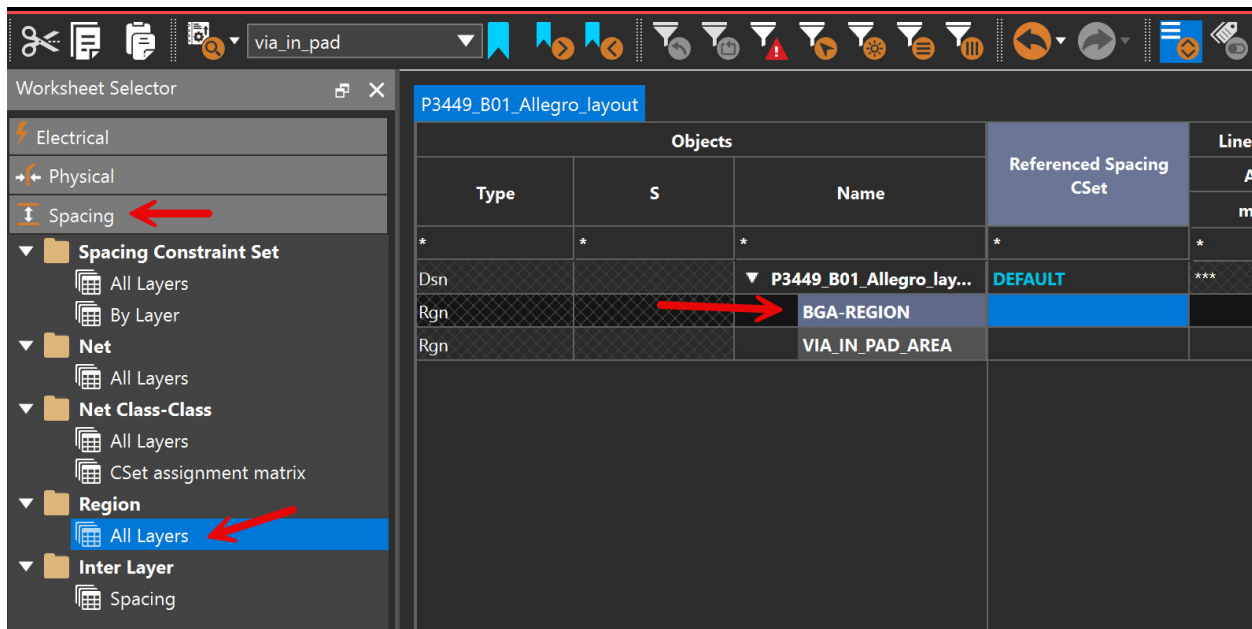 via_in_pad
Worksheet Selector
Electrical
Physical
Spacing
Spacing Constraint Set
All Layers
By Layer
Net
All Layers
Net Class-Class
All Layers
CSet assignment matrix
Region
All Layers
Inter Layer
Spacing
P3449_B01_Allegro_layout
Objects
Referenced Spacing
CSet
Line
Type
S
Name
* * * * *
Dsn P3449_B01_Allegro_lay... DEFAULT ***
Rgn BGA-REGION
Rgn VIA_IN_PAD_AREA